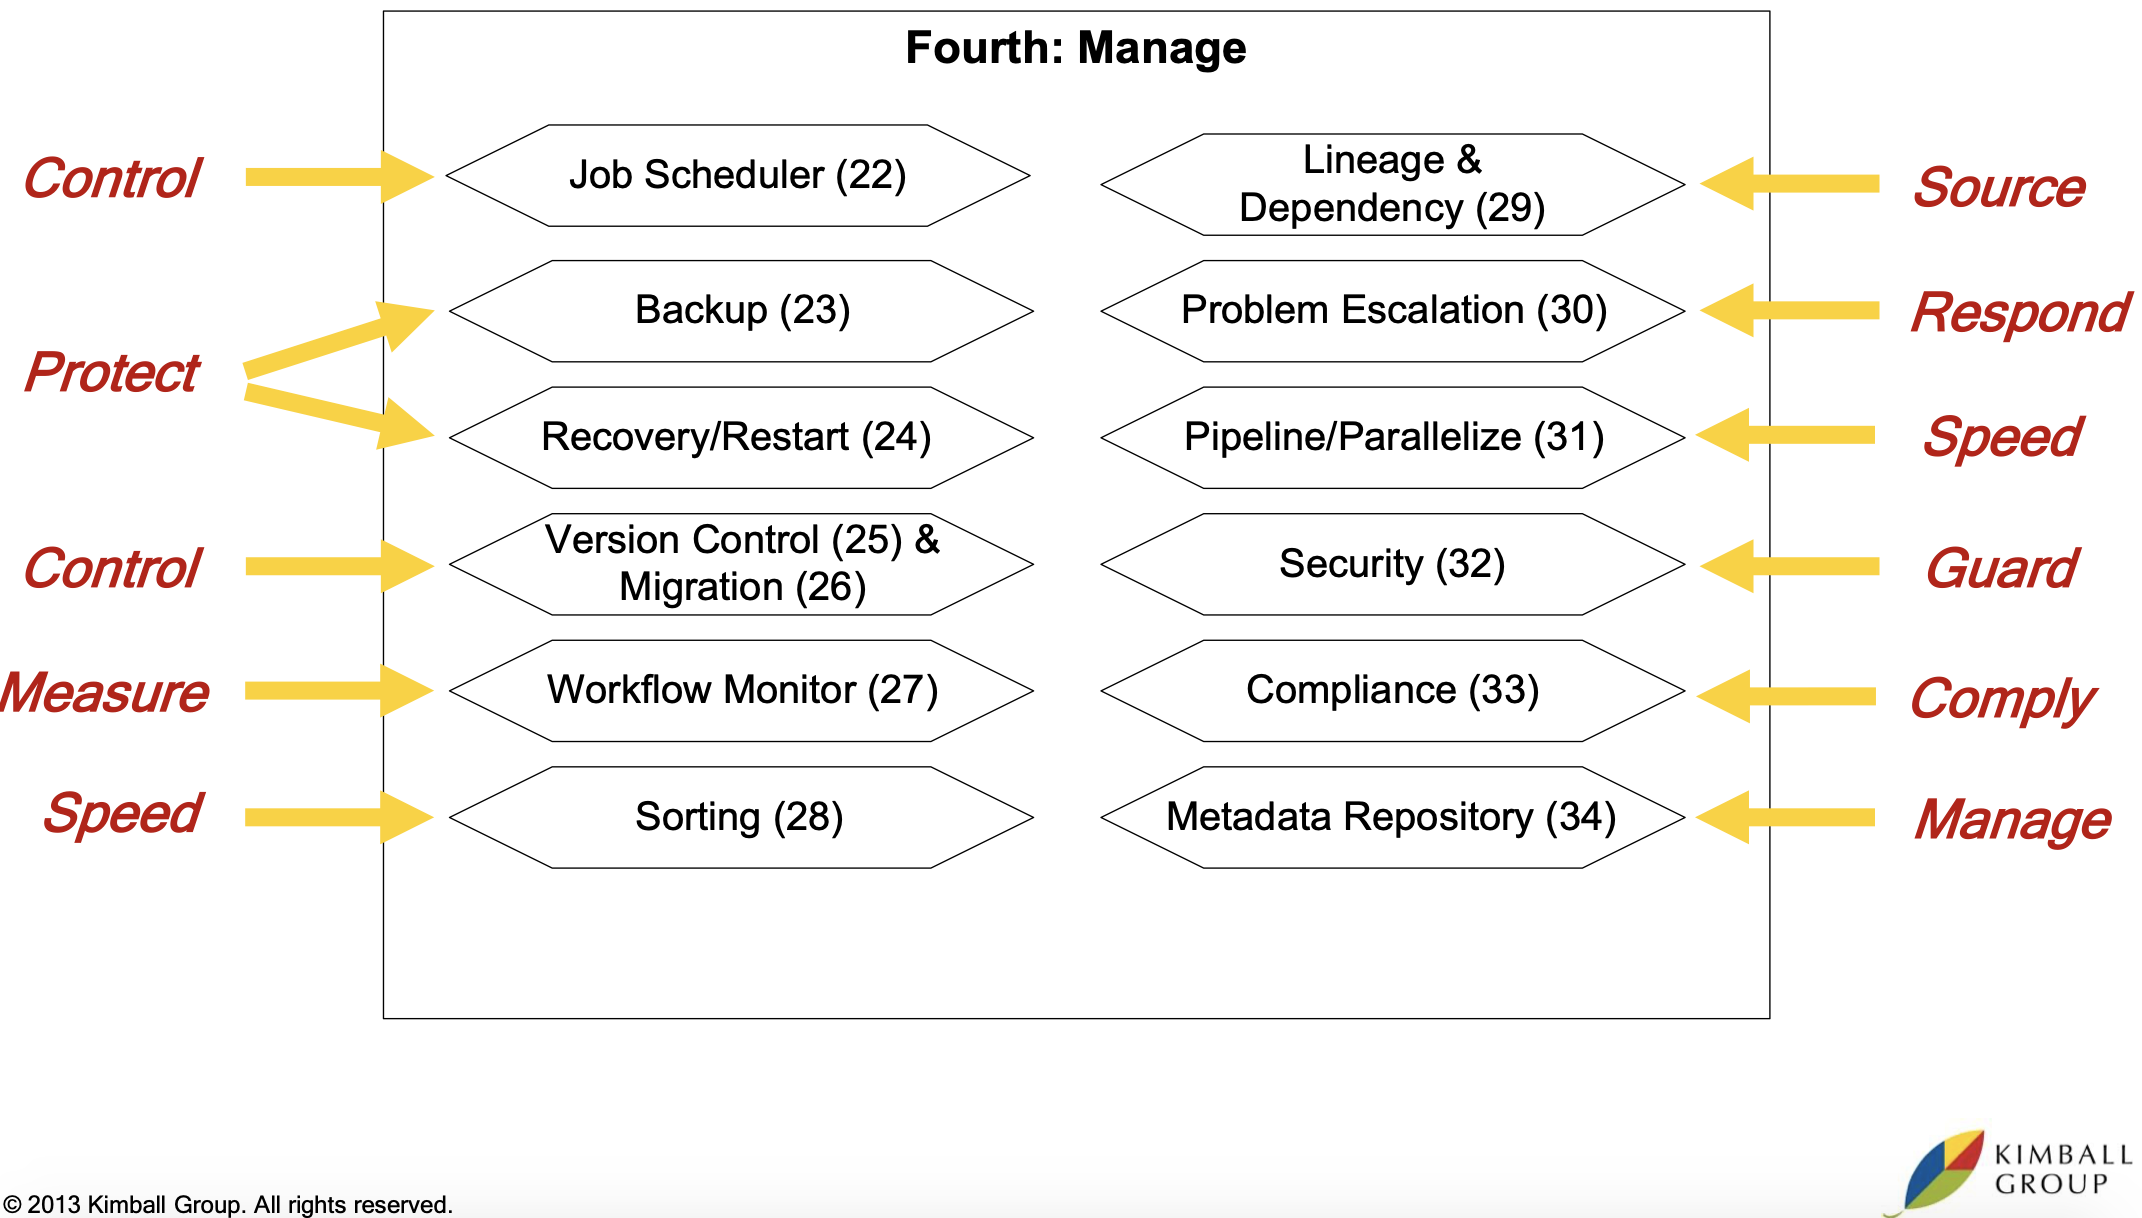 Fourth: Manage
Control
Job Scheduler (22)
Lineage &
Dependency (29)
Source
Protect
Backup (23)
Problem Escalation (30)
Respond
Recovery/Restart (24)
Pipeline/Parallelize (31)
Speed
Control
Version Control (25) &
Migration (26)
Security (32)
Guard
Measure
Workflow Monitor (27)
Compliance (33)
Comply
Speed
Sorting (28)
Metadata Repository (34)
Manage
KIMBALL
GROUP
© 2013 Kimball Group. All rights reserved.